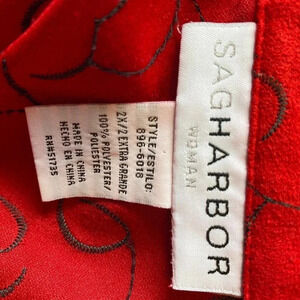 SAG HARBOR
WOMAN
STYLE/ESTILO:
896-6018
2X/2 EXTRA GRANDE
100% POLYESTER/
POLIESTER
MADE IN CHINA
HECHO EN CHINA
RN#51735